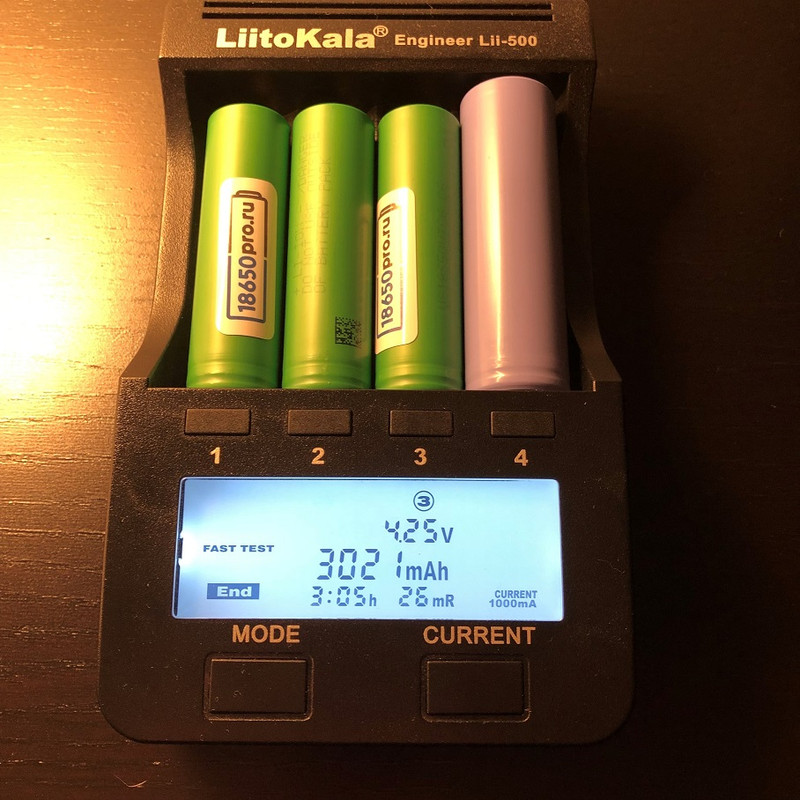 LiitoKala® Engineer Lii-500
18650pro.ru
18650pro.ru
1 2 3 4
3
4.25v
FAST TEST
3021mAh
End
3:05h 26mR
CURRENT
1000mA
MODE CURRENT